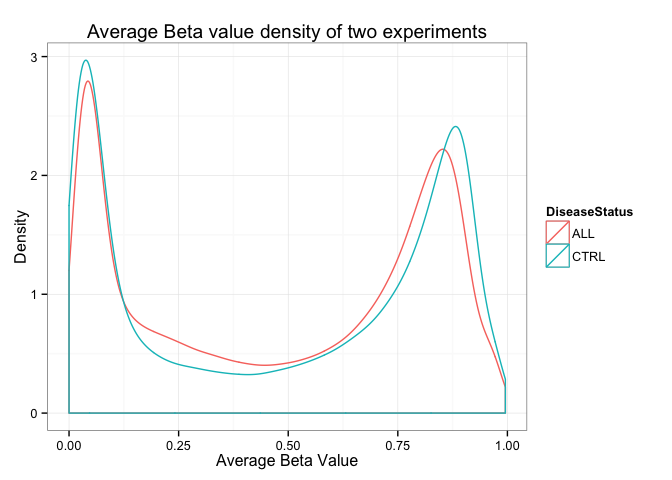 Average Beta value density of two experiments
3
2
1
0
Density
0.00 0.25 0.50 0.75 1.00
Average Beta Value
DiseaseStatus
ALL
CTRL